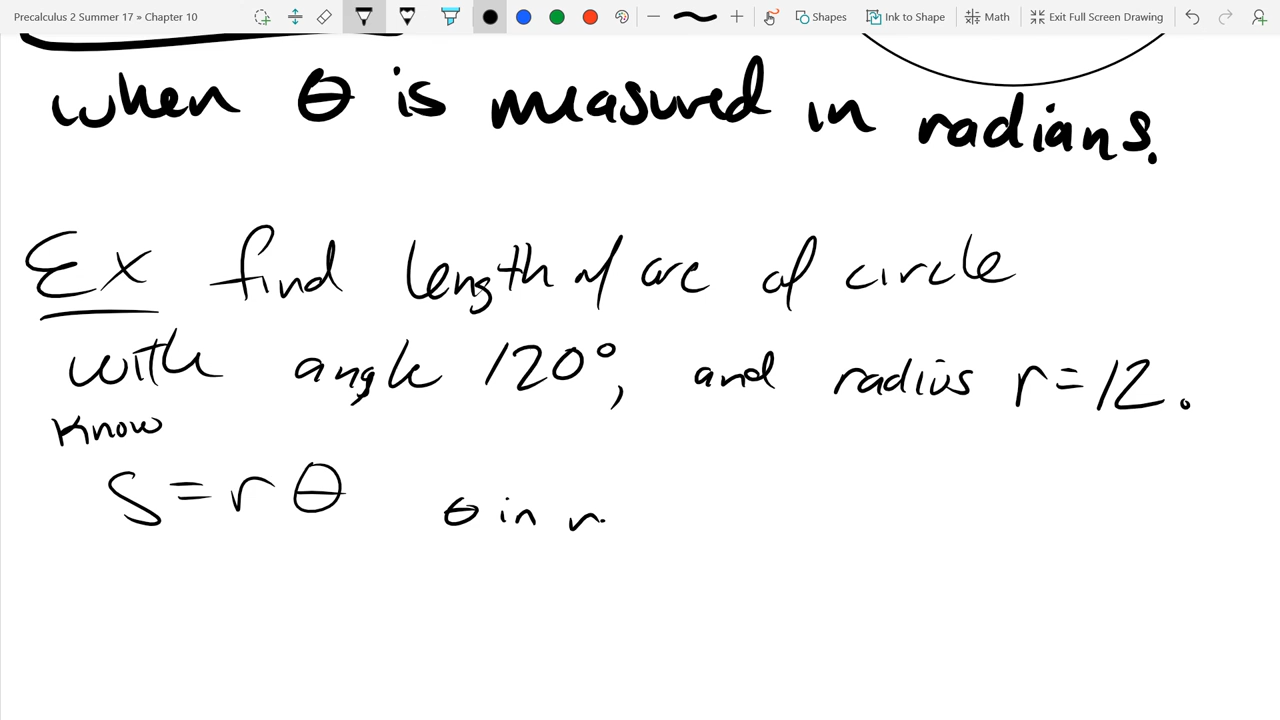 Precalculus 2 Summer 17 » Chapter 10 Shapes Ink to Shape Math Exit Full Screen Drawing
when θ is measured in radians.
Ex find length of arc of circle
with angle 120°, and radius r=12.
Know
S=rθ θ in r